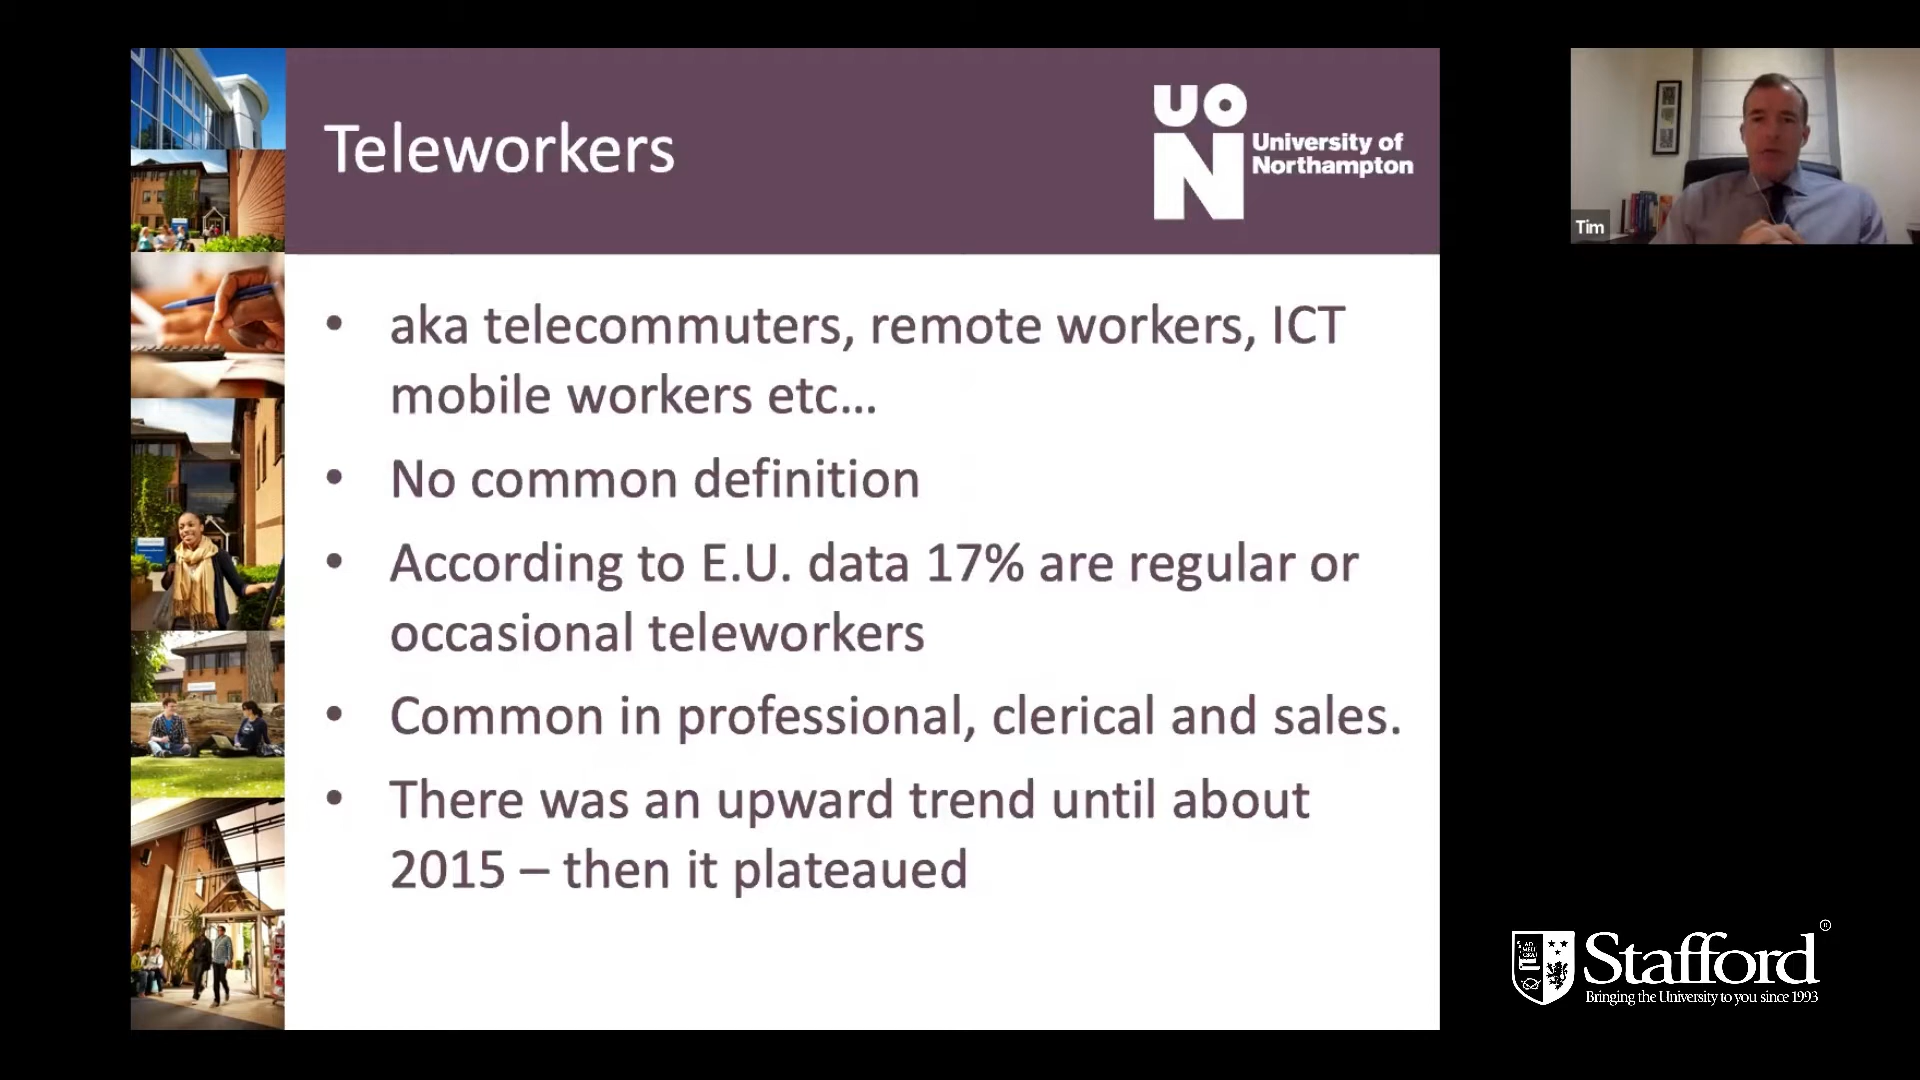 Teleworkers
UO
N
University of
Northampton
• aka telecommuters, remote workers, ICT
mobile workers etc...
• No common definition
• According to E.U. data 17% are regular or
occasional teleworkers
• Common in professional, clerical and sales.
• There was an upward trend until about
2015 – then it plateaued
Tim
Stafford®
Bringing the University to you since 1993